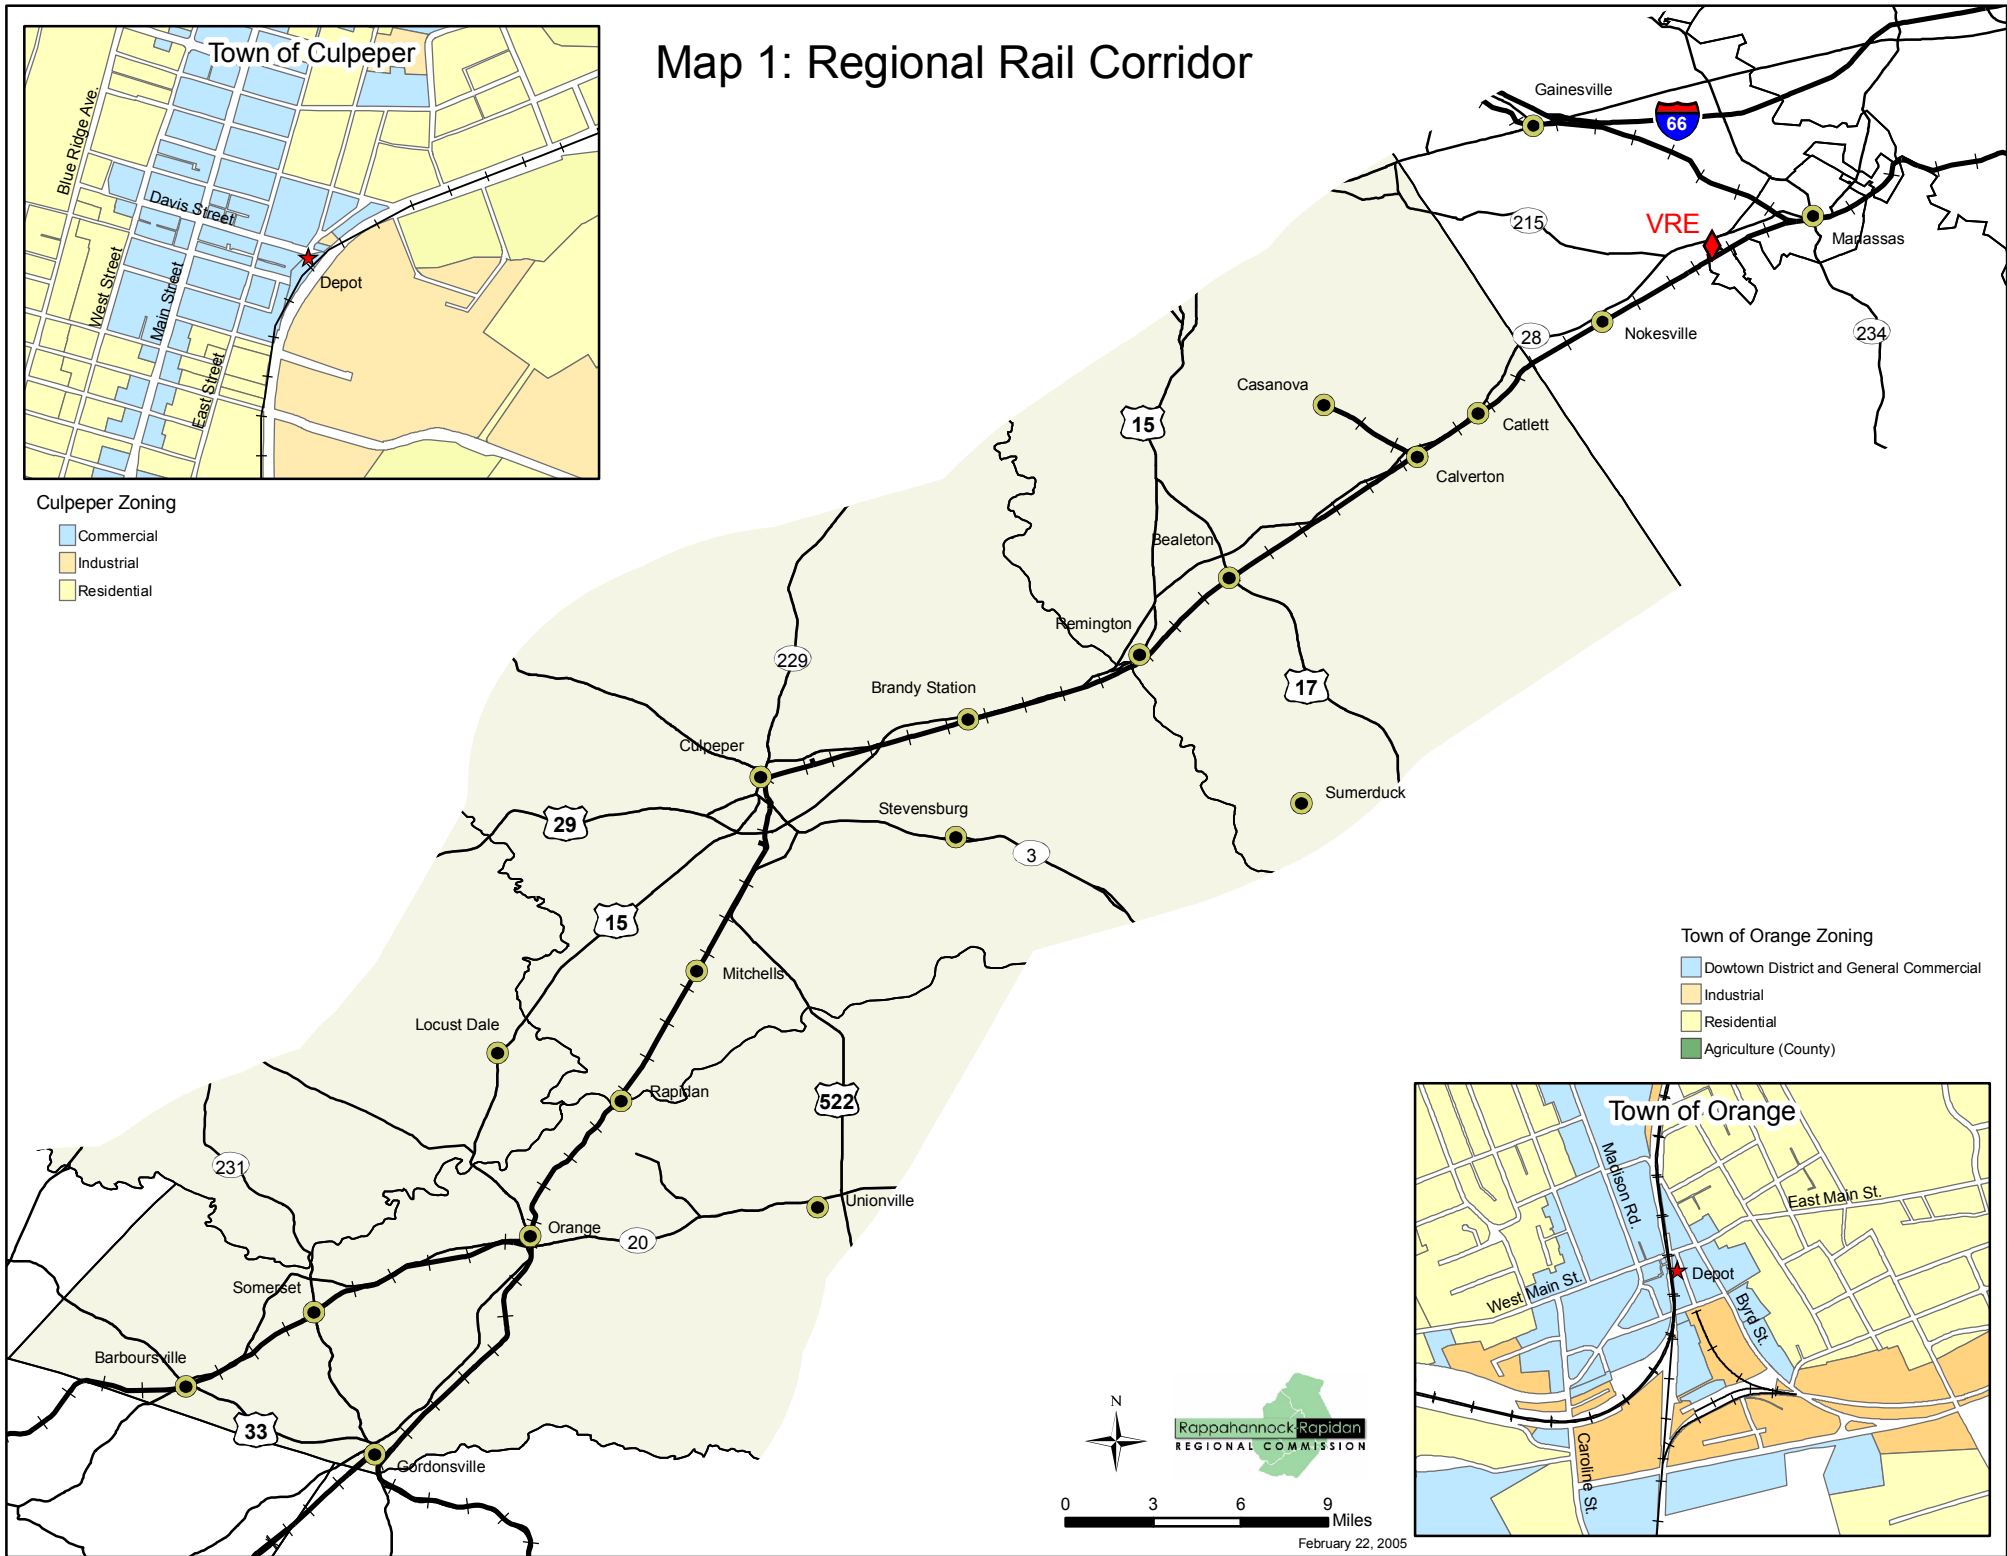 Map 1: Regional Rail Corridor
Town of Culpeper
Blue Ridge Ave.
Davis Street
West Street
Main Street
East Street
Depot
Culpeper Zoning
Commercial
Industrial
Residential
Gainesville
66
215
VRE
Manassas
28
Nokesville
234
Casanova
15
Catlett
Calverton
Bealeton
Remington
229
17
Brandy Station
Culpeper
Sumerduck
Stevensburg
29
3
15
Mitchells
Locust Dale
Rapidan
522
231
Unionville
Orange
20
Somerset
Barboursville
33
Gordonsville
Town of Orange Zoning
Dowtown District and General Commercial
Industrial
Residential
Agriculture (County)
Town of Orange
Madison Rd.
East Main St.
Depot
West Main St.
Byrd St.
Caroline St.
N
Rappahannock-Rapidan
REGIONAL COMMISSION
0 3 6 9
Miles
February 22, 2005